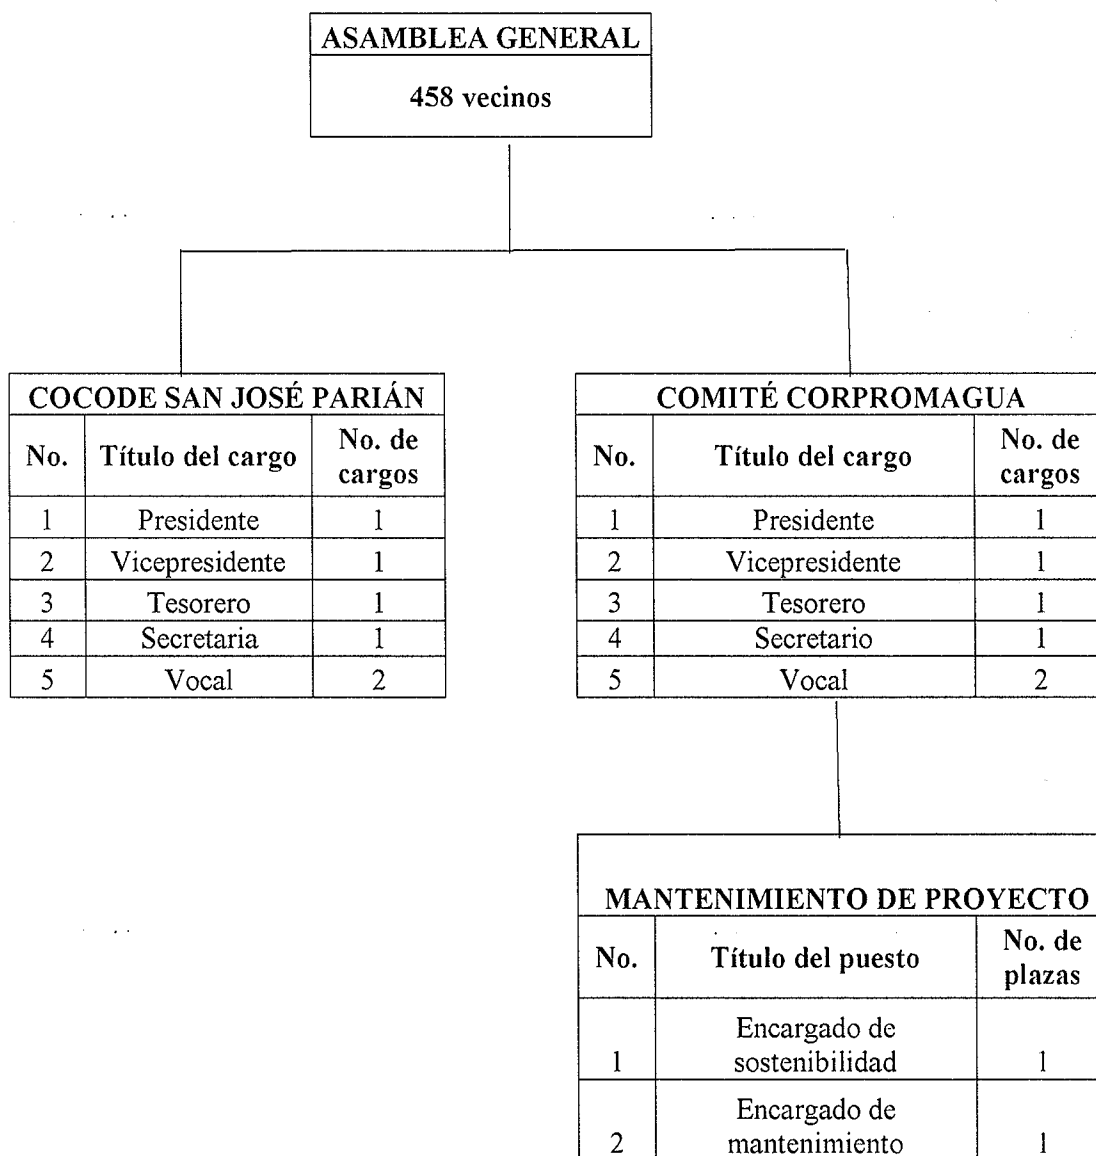 ASAMBLEA GENERAL
458 vecinos
COCODE SAN JOSÉ PARIÁN
No. Título del cargo No. de cargos
1 Presidente 1
2 Vicepresidente 1
3 Tesorero 1
4 Secretaria 1
5 Vocal 2
COMITÉ CORPROMAGUA
No. Título del cargo No. de cargos
1 Presidente 1
2 Vicepresidente 1
3 Tesorero 1
4 Secretario 1
5 Vocal 2
MANTENIMIENTO DE PROYECTO
No. Título del puesto No. de plazas
1 Encargado de sostenibilidad 1
2 Encargado de mantenimiento 1